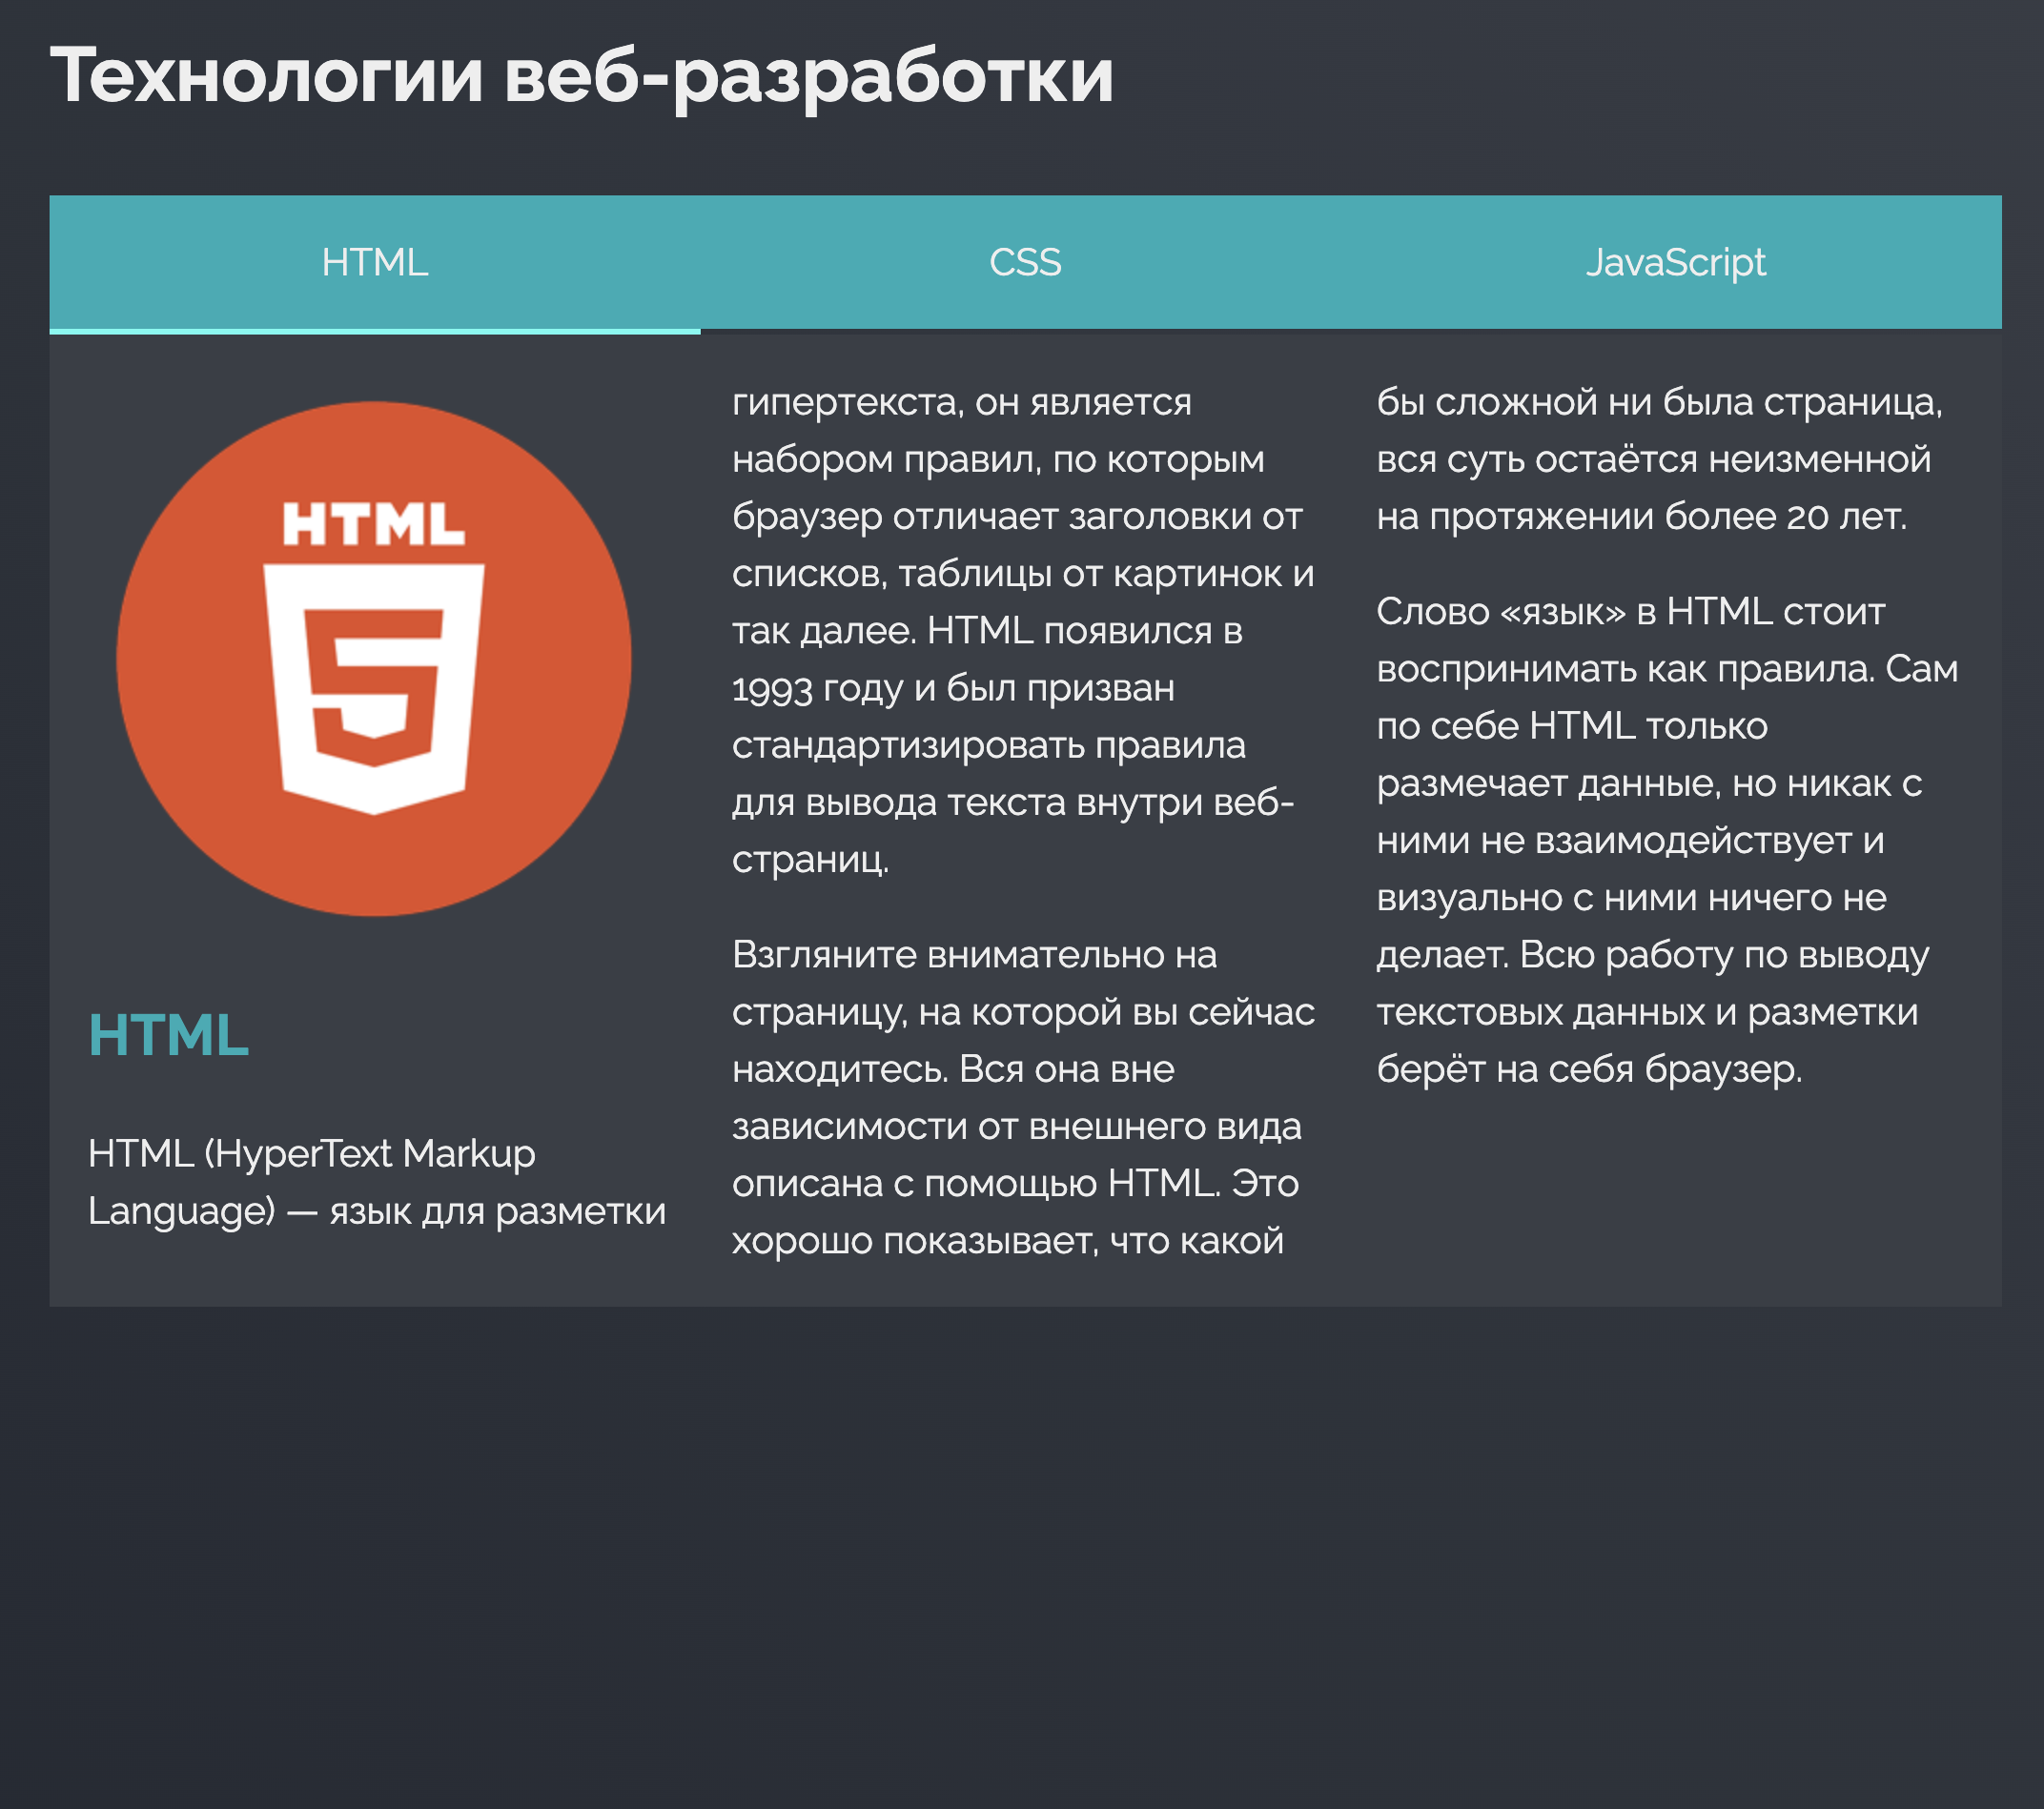 Технологии веб-разработки
HTML
CSS
JavaScript
HTML
5
HTML
HTML (HyperText Markup
Language) — язык для разметки
гипертекста, он является
набором правил, по которым
браузер отличает заголовки от
списков, таблицы от картинок и
так далее. HTML появился в
1993 году и был призван
стандартизировать правила
для вывода текста внутри веб-
страниц.
Взгляните внимательно на
страницу, на которой вы сейчас
находитесь. Вся она вне
зависимости от внешнего вида
описана с помощью HTML. Это
хорошо показывает, что какой
бы сложной ни была страница,
вся суть остаётся неизменной
на протяжении более 20 лет.
Слово «язык» в HTML стоит
воспринимать как правила. Сам
по себе HTML только
размечает данные, но никак с
ними не взаимодействует и
визуально с ними ничего не
делает. Всю работу по выводу
текстовых данных и разметки
берёт на себя браузер.